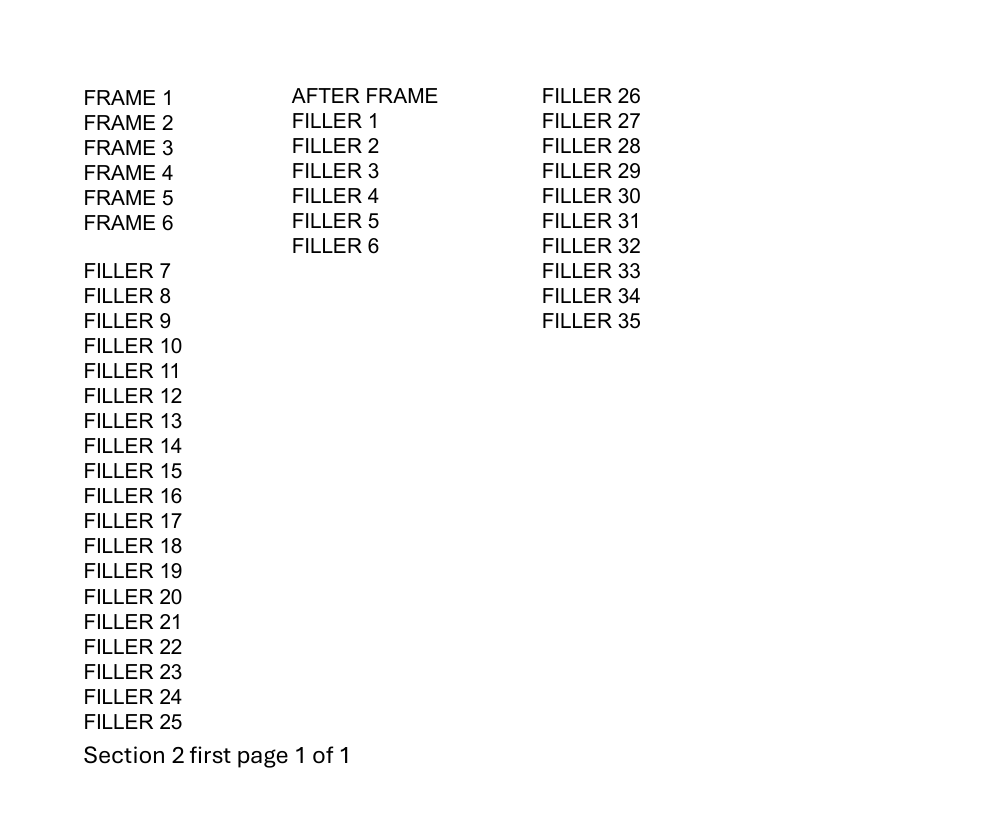 FRAME 1
FRAME 2
FRAME 3
FRAME 4
FRAME 5
FRAME 6
AFTER FRAME
FILLER 1
FILLER 2
FILLER 3
FILLER 4
FILLER 5
FILLER 6
FILLER 7
FILLER 8
FILLER 9
FILLER 10
FILLER 11
FILLER 12
FILLER 13
FILLER 14
FILLER 15
FILLER 16
FILLER 17
FILLER 18
FILLER 19
FILLER 20
FILLER 21
FILLER 22
FILLER 23
FILLER 24
FILLER 25
FILLER 26
FILLER 27
FILLER 28
FILLER 29
FILLER 30
FILLER 31
FILLER 32
FILLER 33
FILLER 34
FILLER 35
Section 2 first page 1 of 1